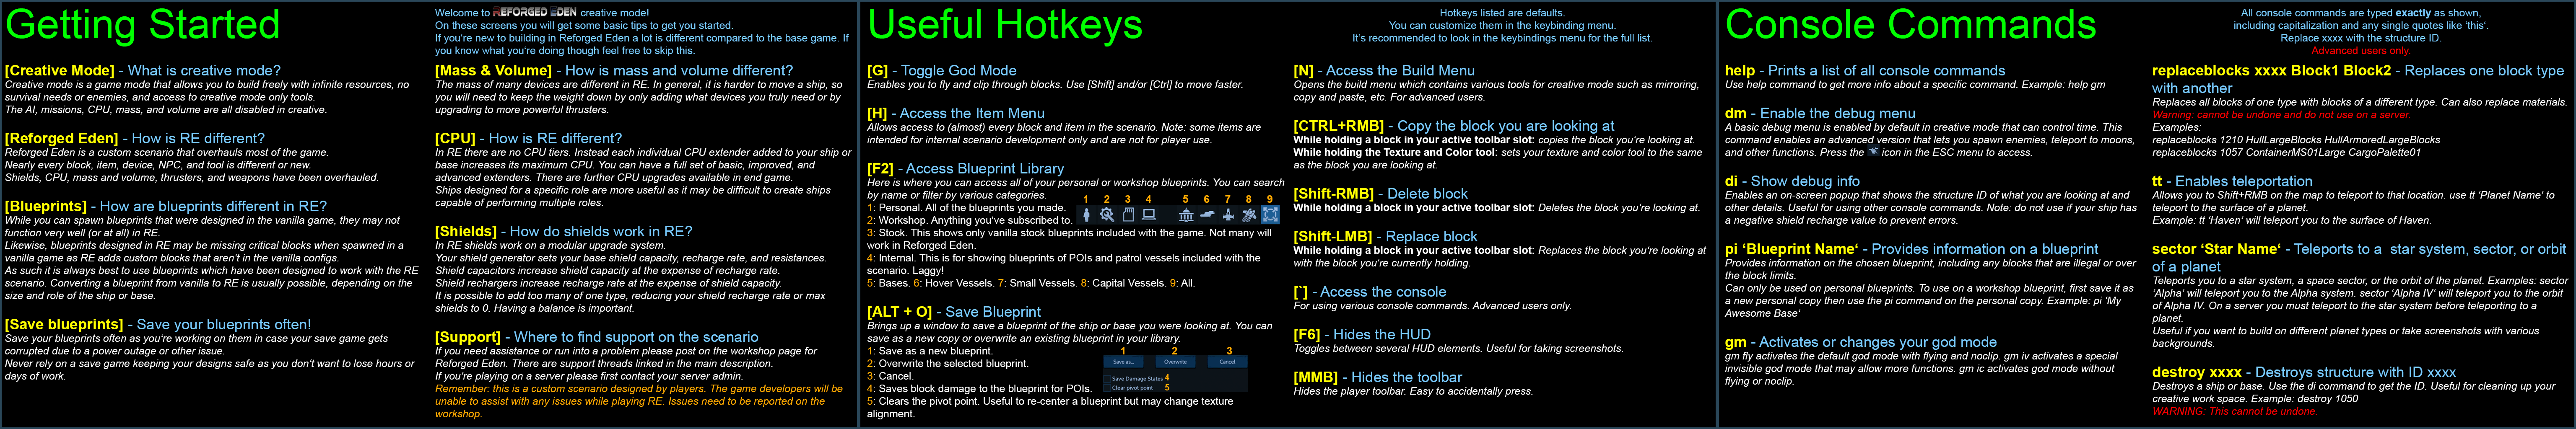 Getting Started
Welcome to REFORGED EDEN creative mode!
On these screens you will get some basic tips to get you started.
If you're new to building in Reforged Eden a lot is different compared to the base game. If
you know what you're doing though feel free to skip this.
[Creative Mode] - What is creative mode?
Creative mode is a game mode that allows you to build freely with infinite resources, no
survival needs or enemies, and access to creative mode only tools.
The AI, missions, CPU, mass, and volume are all disabled in creative.
[Reforged Eden] - How is RE different?
Reforged Eden is a custom scenario that overhauls most of the game.
Nearly every block, item, device, NPC, and tool is different or new.
Shields, CPU, mass and volume, thrusters, and weapons have been overhauled.
[Blueprints] - How are blueprints different in RE?
While you can spawn blueprints that were designed in the vanilla game, they may not
function very well (or at all) in RE.
Likewise, blueprints designed in RE may be missing critical blocks when spawned in a
vanilla game as RE adds custom blocks that aren't in the vanilla configs.
As such it is always best to use blueprints which have been designed to work with the RE
scenario. Converting a blueprint from vanilla to RE is usually possible, depending on the
size and role of the ship or base.
[Save blueprints] - Save your blueprints often!
Save your blueprints often as you're working on them in case your save game gets
corrupted due to a power outage or other issue.
Never rely on a save game keeping your designs safe as you don't want to lose hours or
days of work.
[Mass & Volume] - How is mass and volume different?
The mass of many devices are different in RE. In general, it is harder to move a ship, so
you will need to keep the weight down by only adding what devices you truly need or by
upgrading to more powerful thrusters.
[CPU] - How is RE different?
In RE there are no CPU tiers. Instead each individual CPU extender added to your ship or
base increases its maximum CPU. You can have a full set of basic, improved, and
advanced extenders. There are further CPU upgrades available in end game.
Ships designed for a specific role are more useful as it may be difficult to create ships
capable of performing multiple roles.
[Shields] - How do shields work in RE?
In RE shields work on a modular upgrade system.
Your shield generator sets your base shield capacity, recharge rate, and resistances.
Shield capacitors increase shield capacity at the expense of recharge rate.
Shield rechargers increase recharge rate at the expense of shield capacity.
It is possible to add too many of one type, reducing your shield recharge rate or max
shields to 0. Having a balance is important.
[Support] - Where to find support on the scenario
If you need assistance or run into a problem please post on the workshop page for
Reforged Eden. There are support threads linked in the main description.
If you're playing on a server please first contact your server admin.
Remember: this is a custom scenario designed by players. The game developers will be
unable to assist with any issues while playing RE. Issues need to be reported on the
workshop.
Useful Hotkeys
Hotkeys listed are defaults.
You can customize them in the keybinding menu.
It's recommended to look in the keybindings menu for the full list.
[G] - Toggle God Mode
Enables you to fly and clip through blocks. Use [Shift] and/or [Ctrl] to move faster.
[H] - Access the Item Menu
Allows access to (almost) every block and item in the scenario. Note: some items are
intended for internal scenario development only and are not for player use.
[F2] - Access Blueprint Library
Here is where you can access all of your personal or workshop blueprints. You can search
by name or filter by various categories.
1 2 3 4 5 6 7 8 9
1: Personal. All of the blueprints you made.
2: Workshop. Anything you've subscribed to.
3: Stock. This shows only vanilla stock blueprints included with the game. Not many will
work in Reforged Eden.
4: Internal. This is for showing blueprints of POIs and patrol vessels included with the
scenario. Laggy!
5: Bases. 6: Hover Vessels. 7: Small Vessels. 8: Capital Vessels. 9: All.
[ALT + O] - Save Blueprint
Brings up a window to save a blueprint of the ship or base you were looking at. You can
save as a new copy or overwrite an existing blueprint in your library.
1: Save as a new blueprint.
2: Overwrite the selected blueprint.
3: Cancel.
4: Saves block damage to the blueprint for POIs.
5: Clears the pivot point. Useful to re-center a blueprint but may change texture
alignment.
1 2 3
Save as... Overwrite Cancel
Save Damage States 4
Clear pivot point 5
[N] - Access the Build Menu
Opens the build menu which contains various tools for creative mode such as mirroring,
copy and paste, etc. For advanced users.
[CTRL+RMB] - Copy the block you are looking at
While holding a block in your active toolbar slot: copies the block you're looking at.
While holding the Texture and Color tool: sets your texture and color tool to the same
as the block you are looking at.
[Shift-RMB] - Delete block
While holding a block in your active toolbar slot: Deletes the block you're looking at.
[Shift-LMB] - Replace block
While holding a block in your active toolbar slot: Replaces the block you're looking at
with the block you're currently holding.
[`] - Access the console
For using various console commands. Advanced users only.
[F6] - Hides the HUD
Toggles between several HUD elements. Useful for taking screenshots.
[MMB] - Hides the toolbar
Hides the player toolbar. Easy to accidentally press.
Console Commands
All console commands are typed exactly as shown,
including capitalization and any single quotes like 'this'.
Replace xxxx with the structure ID.
Advanced users only.
help - Prints a list of all console commands
Use help command to get more info about a specific command. Example: help gm
dm - Enable the debug menu
A basic debug menu is enabled by default in creative mode that can control time. This
command enables an advanced version that lets you spawn enemies, teleport to moons,
and other functions. Press the icon in the ESC menu to access.
di - Show debug info
Enables an on-screen popup that shows the structure ID of what you are looking at and
other details. Useful for using other console commands. Note: do not use if your ship has
a negative shield recharge value to prevent errors.
pi ‘Blueprint Name‘ - Provides information on a blueprint
Provides information on the chosen blueprint, including any blocks that are illegal or over
the block limits.
Can only be used on personal blueprints. To use on a workshop blueprint, first save it as
a new personal copy then use the pi command on the personal copy. Example: pi ‘My
Awesome Base‘
gm - Activates or changes your god mode
gm fly activates the default god mode with flying and noclip. gm iv activates a special
invisible god mode that may allow more functions. gm ic activates god mode without
flying or noclip.
replaceblocks xxxx Block1 Block2 - Replaces one block type
with another
Replaces all blocks of one type with blocks of a different type. Can also replace materials.
Warning: cannot be undone and do not use on a server.
Examples:
replaceblocks 1210 HullLargeBlocks HullArmoredLargeBlocks
replaceblocks 1057 ContainerMS01Large CargoPalette01
tt - Enables teleportation
Allows you to Shift+RMB on the map to teleport to that location. use tt ‘Planet Name‘ to
teleport to the surface of a planet.
Example: tt ‘Haven‘ will teleport you to the surface of Haven.
sector ‘Star Name‘ - Teleports to a star system, sector, or orbit
of a planet
Teleports you to a star system, a space sector, or the orbit of the planet. Examples: sector
‘Alpha‘ will teleport you to the Alpha system. sector ‘Alpha IV‘ will teleport you to the orbit
of Alpha IV. On a server you must teleport to the star system before teleporting to a
planet.
Useful if you want to build on different planet types or take screenshots with various
backgrounds.
destroy xxxx - Destroys structure with ID xxxx
Destroys a ship or base. Use the di command to get the ID. Useful for cleaning up your
creative work space. Example: destroy 1050
WARNING: This cannot be undone.